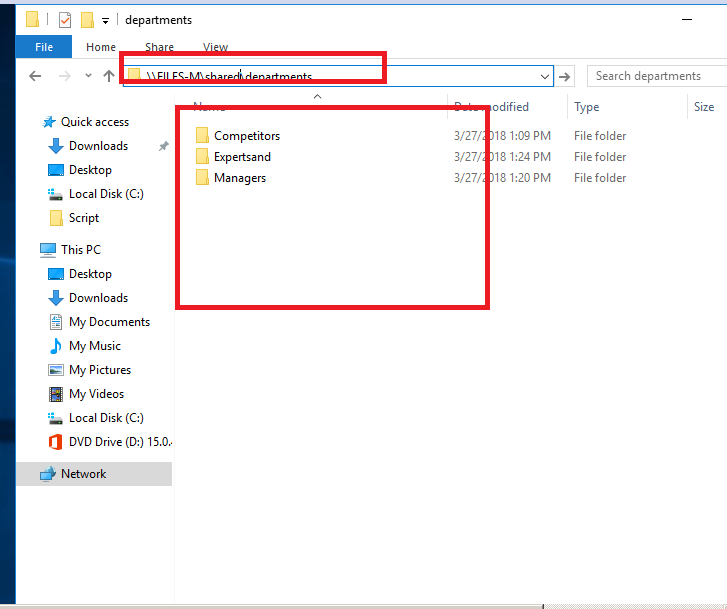 departments
File Home Share View
\\FILES-M\shared\departments Search departments
Name Date modified Type Size
Quick access
Downloads
Desktop
Local Disk (C:)
Script
This PC
Desktop
Downloads
My Documents
My Music
My Pictures
My Videos
Local Disk (C:)
DVD Drive (D:) 15.0.4
Network
Competitors 3/27/2018 1:09 PM File folder
Expertsand 3/27/2018 1:24 PM File folder
Managers 3/27/2018 1:20 PM File folder